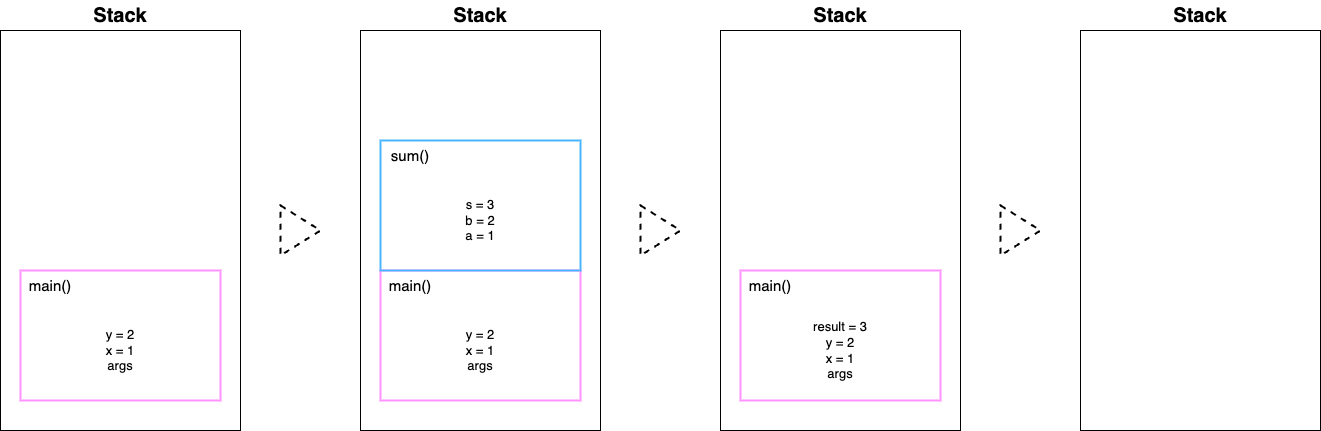 Stack
main()
y = 2
x = 1
args
Stack
sum()
s = 3
b = 2
a = 1
main()
y = 2
x = 1
args
Stack
main()
result = 3
y = 2
x = 1
args
Stack